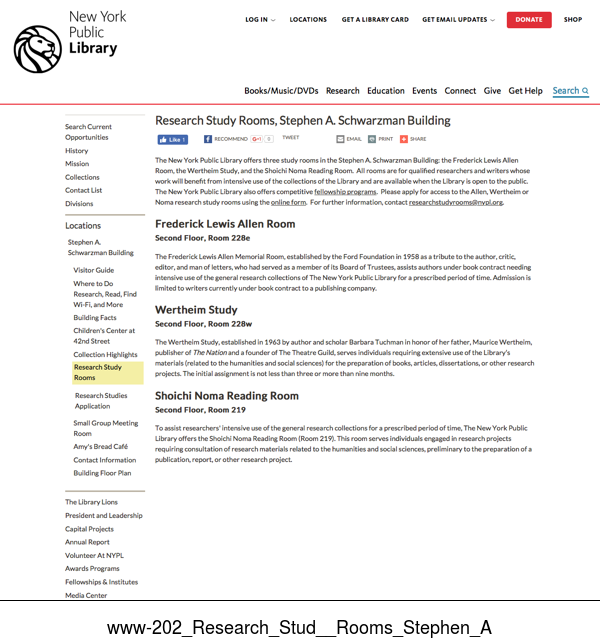 New York
Public
Library
LOG IN
LOCATIONS
GET A LIBRARY CARD
GET EMAIL UPDATES
DONATE
SHOP
Books/Music/DVDs Research Education Events Connect Give Get Help Search
Search Current
Opportunities
History
Mission
Collections
Contact List
Divisions
Locations
Stephen A.
Schwarzman Building
Visitor Guide
Where to Do
Research, Read, Find
Wi-Fi, and More
Building Facts
Children's Center at
42nd Street
Collection Highlights
Research Study
Rooms
Research Studies
Application
Small Group Meeting
Room
Amy's Bread Café
Contact Information
Building Floor Plan
The Library Lions
President and Leadership
Capital Projects
Annual Report
Volunteer At NYPL
Awards Programs
Fellowships & Institutes
Media Center
Research Study Rooms, Stephen A. Schwarzman Building
Like 1 RECOMMEND G+1 0 TWEET EMAIL PRINT SHARE
The New York Public Library offers three study rooms in the Stephen A. Schwarzman Building: the Frederick Lewis Allen
Room, the Wertheim Study, and the Shoichi Noma Reading Room. All rooms are for qualified researchers and writers whose
work will benefit from intensive use of the collections of the Library and are available when the Library is open to the public.
The New York Public Library also offers competitive fellowship programs. Please apply for access to the Allen, Wertheim or
Noma research study rooms using the online form. For further information, contact researchstudyrooms@nypl.org.
Frederick Lewis Allen Room
Second Floor, Room 228e
The Frederick Lewis Allen Memorial Room, established by the Ford Foundation in 1958 as a tribute to the author, critic,
editor, and man of letters, who had served as a member of its Board of Trustees, assists authors under book contract needing
intensive use of the general research collections of The New York Public Library for a prescribed period of time. Admission is
limited to writers currently under book contract to a publishing company.
Wertheim Study
Second Floor, Room 228w
The Wertheim Study, established in 1963 by author and scholar Barbara Tuchman in honor of her father, Maurice Wertheim,
publisher of The Nation and a founder of The Theatre Guild, serves individuals requiring extensive use of the Library's
materials (related to the humanities and social sciences) for the preparation of books, articles, dissertations, or other research
projects. The initial assignment is not less than three or more than nine months.
Shoichi Noma Reading Room
Second Floor, Room 219
To assist researchers' intensive use of the general research collections for a prescribed period of time, The New York Public
Library offers the Shoichi Noma Reading Room (Room 219). This room serves individuals engaged in research projects
requiring consultation of research materials related to the humanities and social sciences, preliminary to the preparation of a
publication, report, or other research project.
www-202_Research_Stud__Rooms_Stephen_A